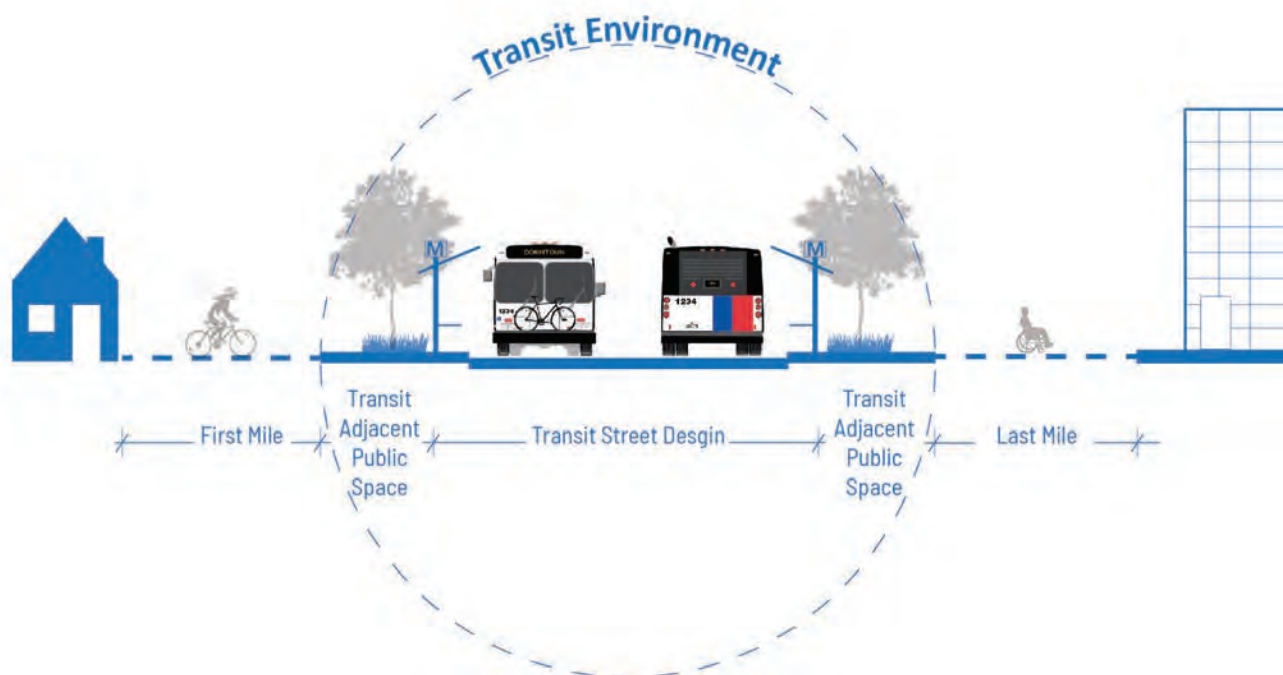 Transit Environment
M
M
DOWNTOWN
1234
1234
First Mile
Transit
Adjacent
Public
Space
Transit Street Desgin
Transit
Adjacent
Public
Space
Last Mile